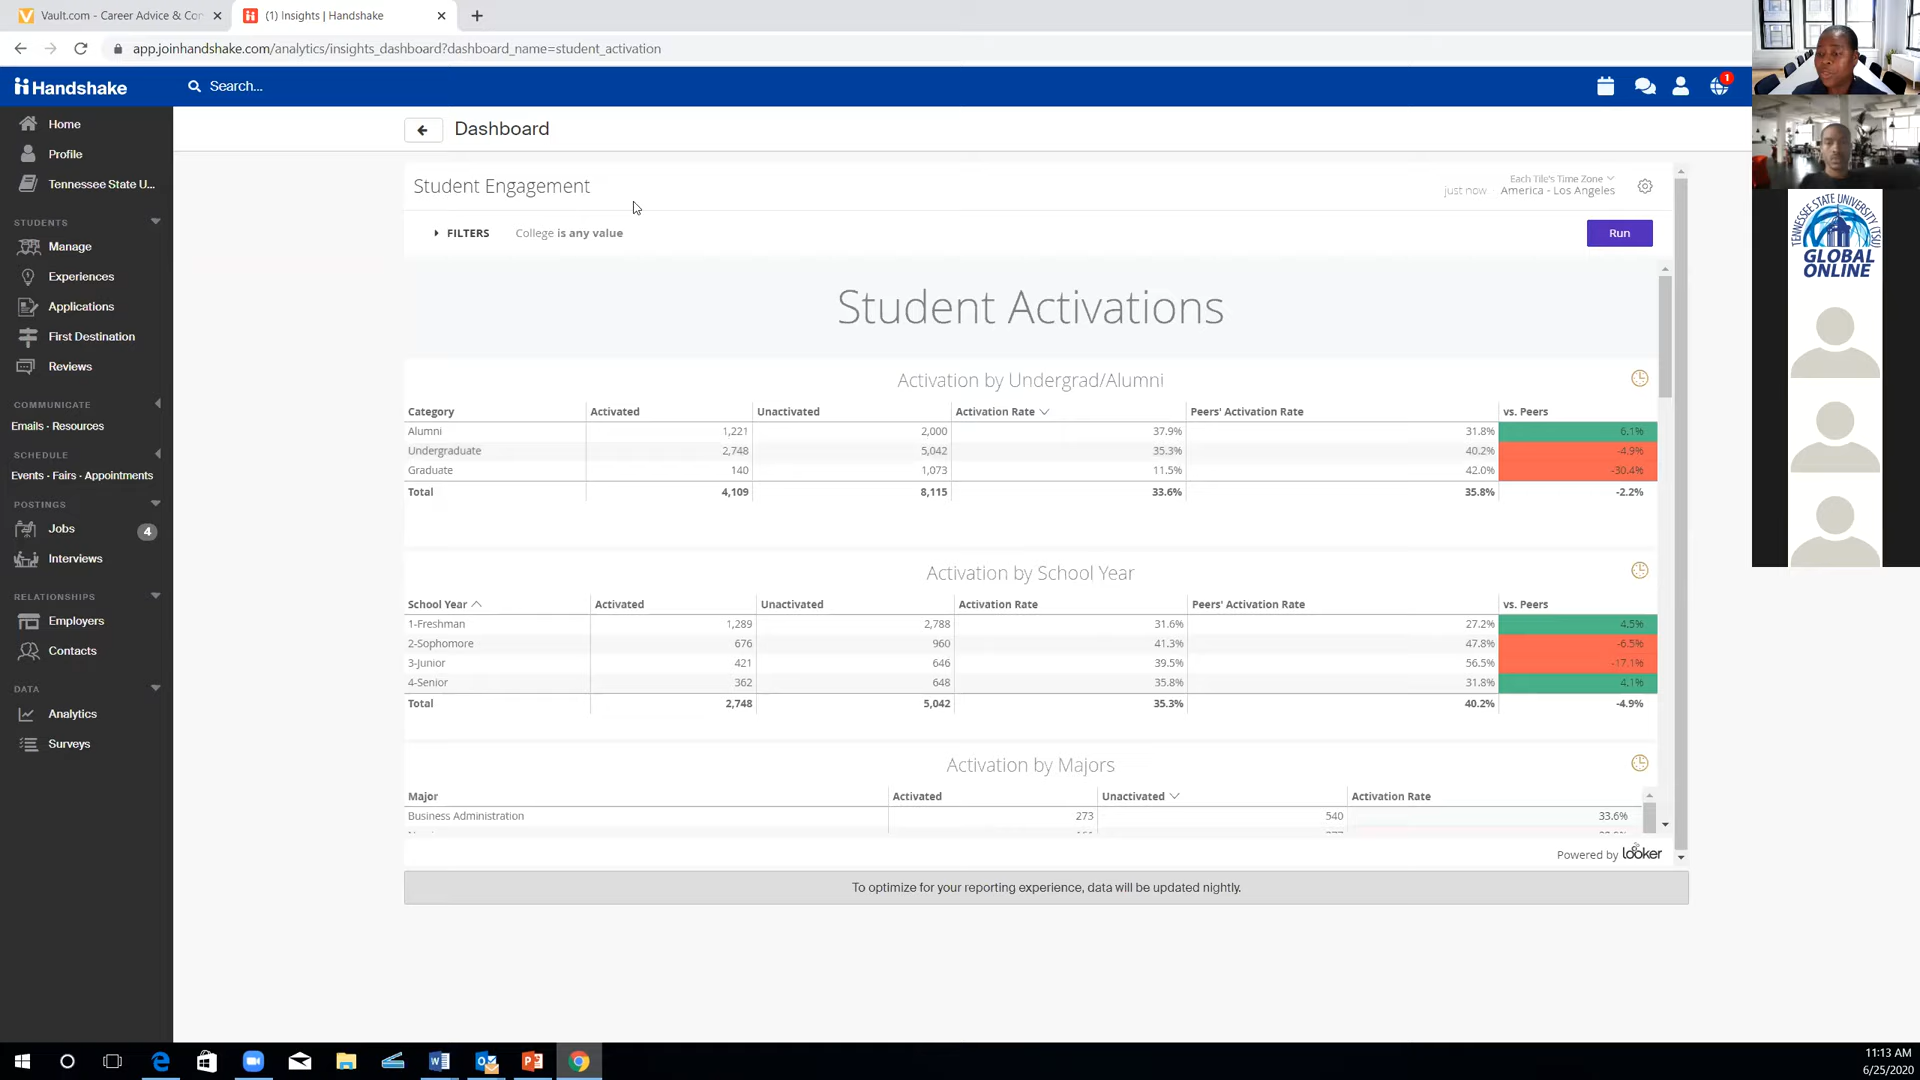 Vault.com - Career Advice & Co
(1) Insights | Handshake
app.joinhandshake.com/analytics/insights_dashboard?dashboard_name=student_activation
Handshake
Search...
1
Home
Profile
Tennessee State U...
STUDENTS
Manage
Experiences
Applications
First Destination
Reviews
COMMUNICATE
Emails · Resources
SCHEDULE
Events · Fairs · Appointments
POSTINGS
Jobs 4
Interviews
RELATIONSHIPS
Employers
Contacts
DATA
Analytics
Surveys
Dashboard
Student Engagement
Each Tile's Time Zone
just now America - Los Angeles
FILTERS College is any value
Run
Student Activations
Activation by Undergrad/Alumni
Category Activated Unactivated Activation Rate Peers' Activation Rate vs. Peers
Alumni 1,221 2,000 37.9% 31.8% 6.1%
Undergraduate 2,748 5,042 35.3% 40.2% -4.9%
Graduate 140 1,073 11.5% 42.0% -30.4%
Total 4,109 8,115 33.6% 35.8% -2.2%
Activation by School Year
School Year Activated Unactivated Activation Rate Peers' Activation Rate vs. Peers
1-Freshman 1,289 2,788 31.6% 27.2% 4.5%
2-Sophomore 676 960 41.3% 47.8% -6.5%
3-Junior 421 646 39.5% 56.5% -17.1%
4-Senior 362 648 35.8% 31.8% 4.1%
Total 2,748 5,042 35.3% 40.2% -4.9%
Activation by Majors
Major Activated Unactivated Activation Rate
Business Administration 273 540 33.6%
Powered by looker
To optimize for your reporting experience, data will be updated nightly.
TENNESSEE STATE UNIVERSITY (TSU)
GLOBAL
ONLINE
11:13 AM
6/25/2020